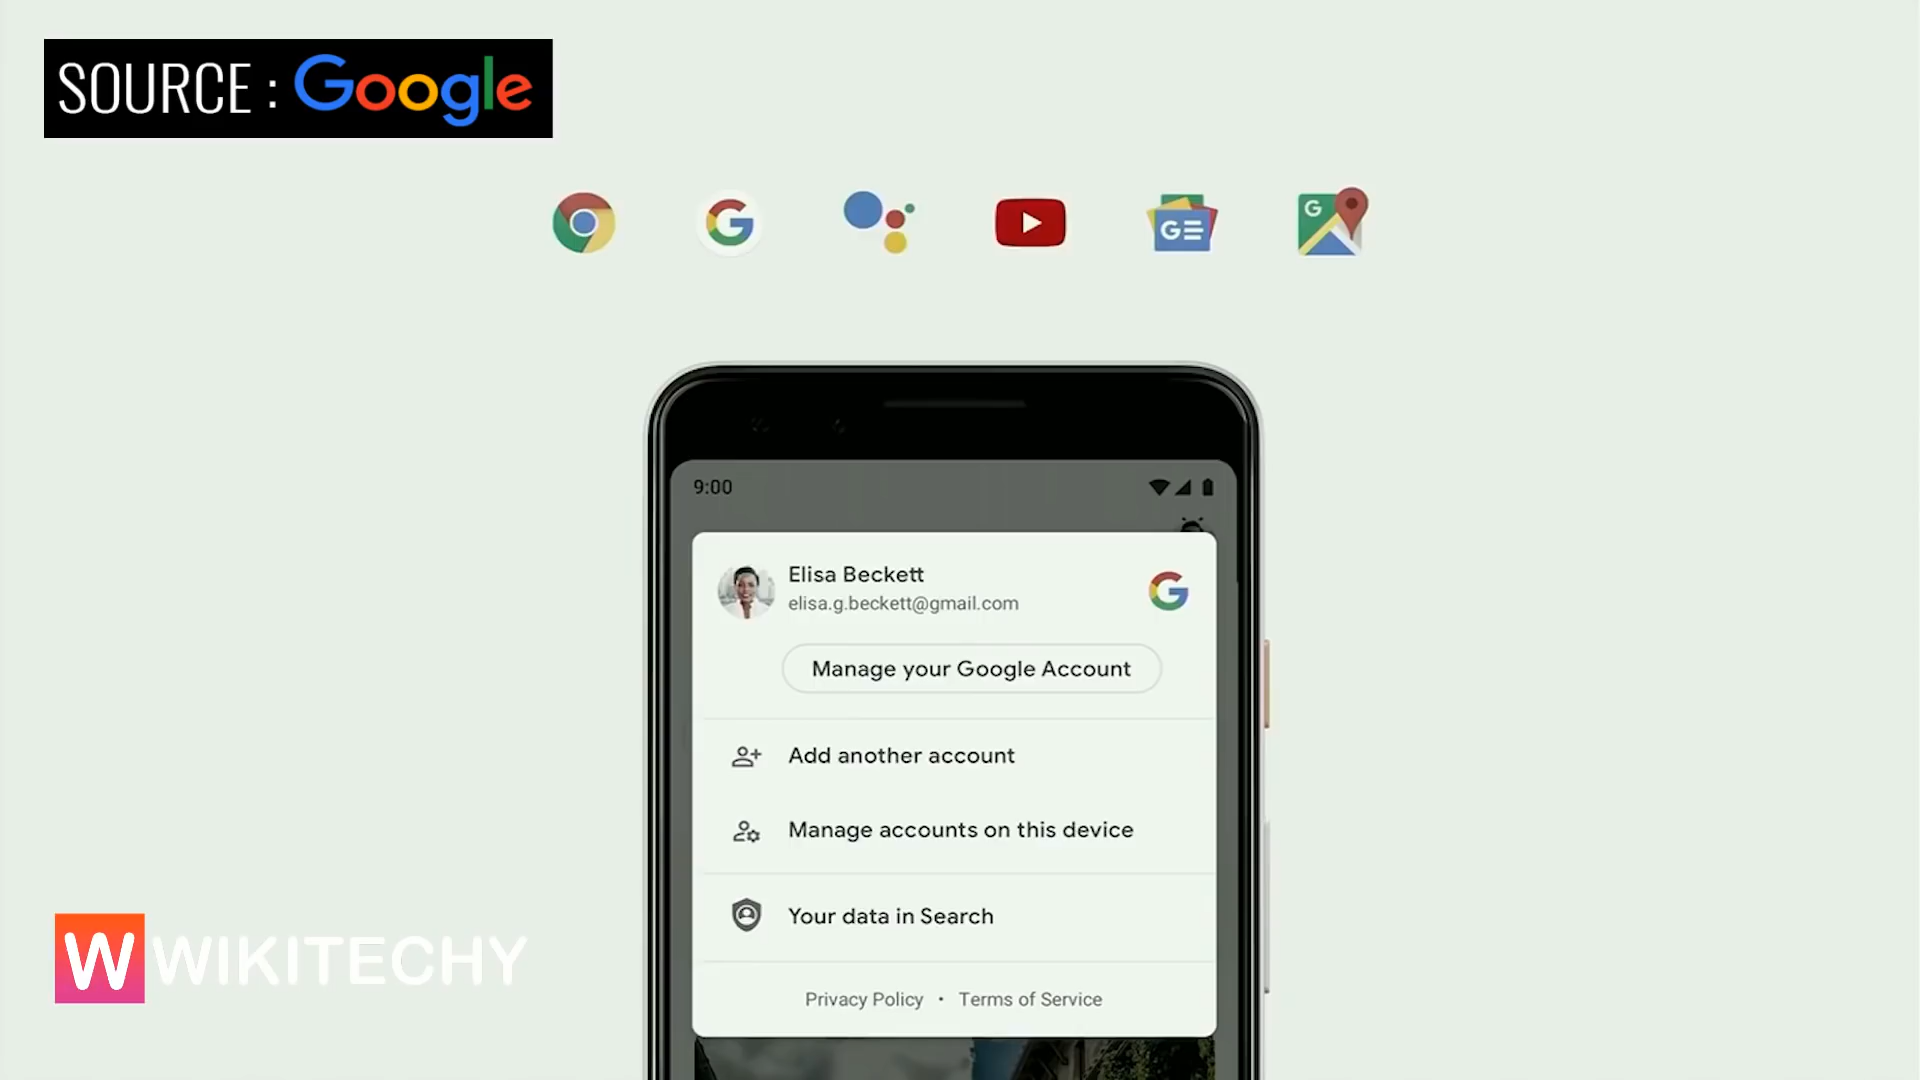 SOURCE : Google
G
G
GE
9:00
Elisa Beckett
elisa.g.beckett@gmail.com
G
Manage your Google Account
Add another account
Manage accounts on this device
Your data in Search
Privacy Policy • Terms of Service
W WIKITECHY